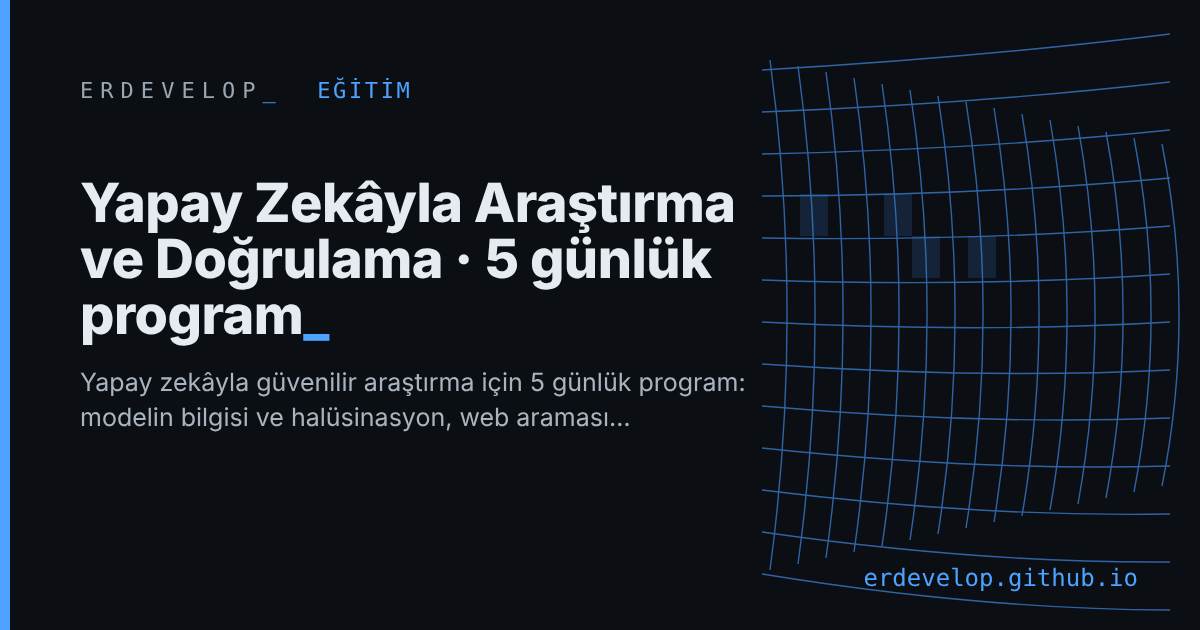 ERDEVELOP_ EĞİTİM
Yapay Zekâyla Araştırma
ve Doğrulama · 5 günlük
program_
Yapay zekâyla güvenilir araştırma için 5 günlük program:
modelin bilgisi ve halüsinasyon, web araması…
erdevelop.github.io